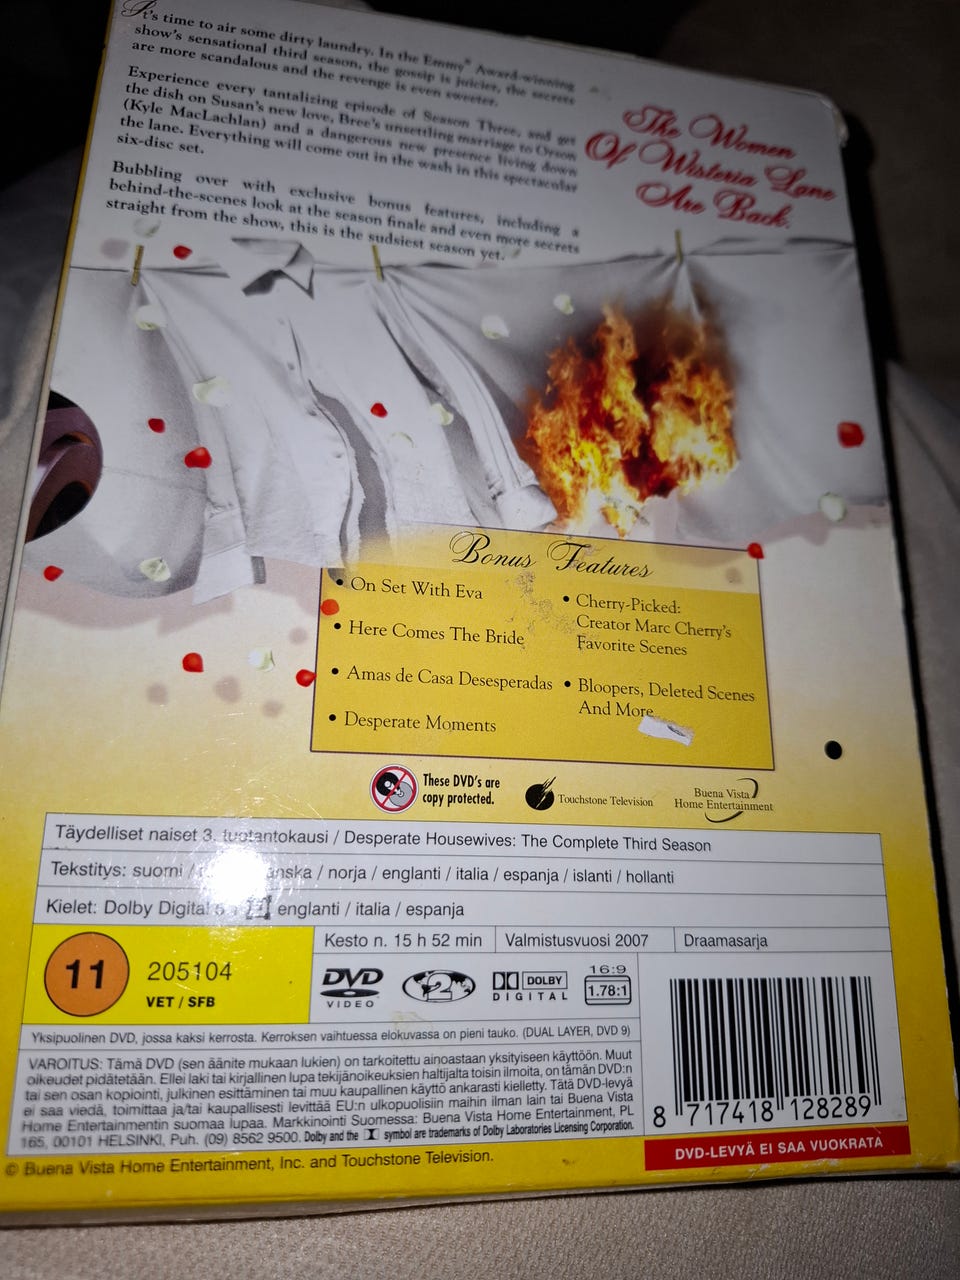 It's time to air some dirty laundry. In the Emmy® Award-winning
show's sensational third season, the gossip is juicier, the secrets
are more scandalous and the revenge is even sweeter.
Experience every tantalizing episode of Season Three, and get
the dish on Susan's new love, Bree's unsettling marriage to Orson
(Kyle MacLachlan) and a dangerous new presence living down
the lane. Everything will come out in the wash in this spectacular
six-disc set.
Bubbling over with exclusive bonus features, including a
behind-the-scenes look at the season finale and even more secrets
straight from the show, this is the sudsiest season yet.
The Women
Of Wisteria Lane
Are Back.
Bonus Features
• On Set With Eva
• Here Comes The Bride
• Amas de Casa Desesperadas
• Desperate Moments
• Cherry-Picked:
Creator Marc Cherry's
Favorite Scenes
• Bloopers, Deleted Scenes
And More
These DVD's are
copy protected.
Touchstone Television
Buena Vista
Home Entertainment
Täydelliset naiset 3. tuotantokausi / Desperate Housewives: The Complete Third Season
Tekstitys: suomi / / norja / englanti / italia / espanja / islanti / hollanti
Kielet: Dolby Digital englanti / italia / espanja
11
205104
VET / SFB
Kesto n. 15 h 52 min
Valmistusvuosi 2007
Draamasarja
DVD
VIDEO
2
DOLBY
DIGITAL
16:9
1.78:1
Yksipuolinen DVD, jossa kaksi kerrosta. Kerroksen vaihtuessa elokuvassa on pieni tauko. (DUAL LAYER, DVD 9)
VAROITUS: Tämä DVD (sen äänite mukaan lukien) on tarkoitettu ainoastaan yksityiseen käyttöön. Muut
oikeudet pidätetään. Ellei laki tai kirjallinen lupa tekijänoikeuksien haltijalta toisin ilmoita, on tämän DVD:n
tai sen osan kopiointi, julkinen esittäminen tai muu kaupallinen käyttö ankarasti kielletty. Tätä DVD-levyä
ei saa viedä, toimittaa ja/tai kaupallisesti levittää EU:n ulkopuolisiin maihin ilman lain tai Buena Vista
Home Entertainmentin suomaa lupaa. Markkinointi Suomessa: Buena Vista Home Entertainment, PL
165, 00101 HELSINKI, Puh. (09) 8562 9500. Dolby and the symbol are trademarks of Dolby Laboratories Licensing Corporation.
8 717418 128289
DVD-LEVYÄ EI SAA VUOKRATA
© Buena Vista Home Entertainment, Inc. and Touchstone Television.